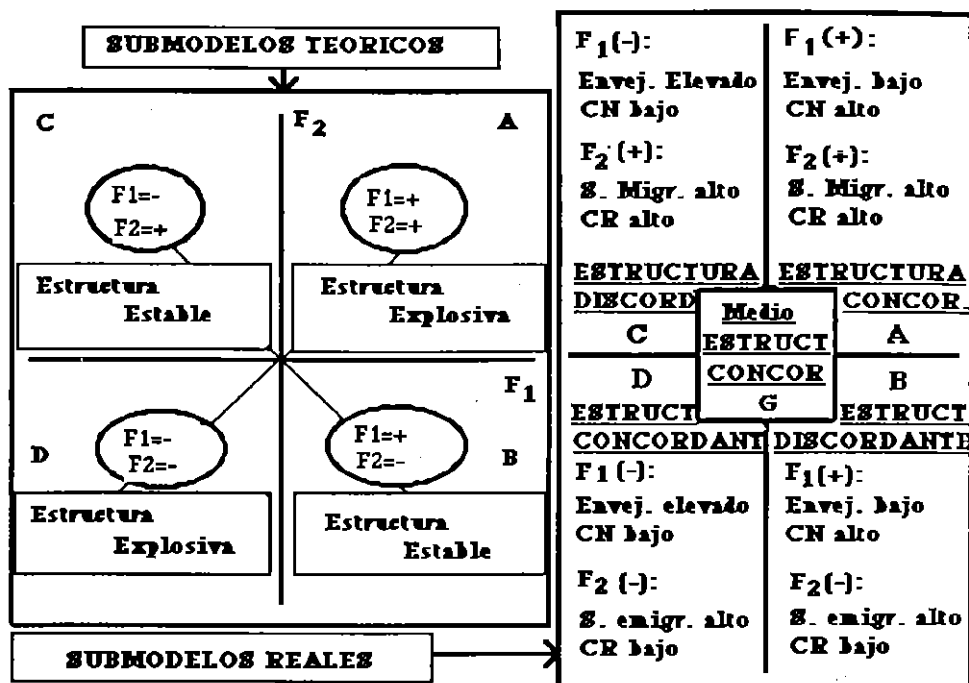 SUBMODELOS TEORICOS
C
F2
A
F1=-
F2=+
F1=+
F2=+
Estructura
Estable
Estructura
Explosiva
F1
F1=-
F2=-
F1=+
F2=-
D
B
Estructura
Explosiva
Estructura
Estable
SUBMODELOS REALES
F1(-):
Envej. Elevado
CN bajo
F2(+):
S. Migr. alto
CR alto
ESTRUCTURA
DISCORD
C
F1(+):
Envej. bajo
CN alto
F2(+):
S. Migr. alto
CR alto
ESTRUCTURA
CONCOR.
A
Medio
ESTRUCT
CONCOR
G
D
ESTRUCT
CONCORDANT
F1(-):
Envej. elevado
CN bajo
F2(-):
S. emigr. alto
CR bajo
B
ESTRUCT
DISCORDANTE
F1(+):
Envej. bajo
CN alto
F2(-):
S. emigr. alto
CR bajo